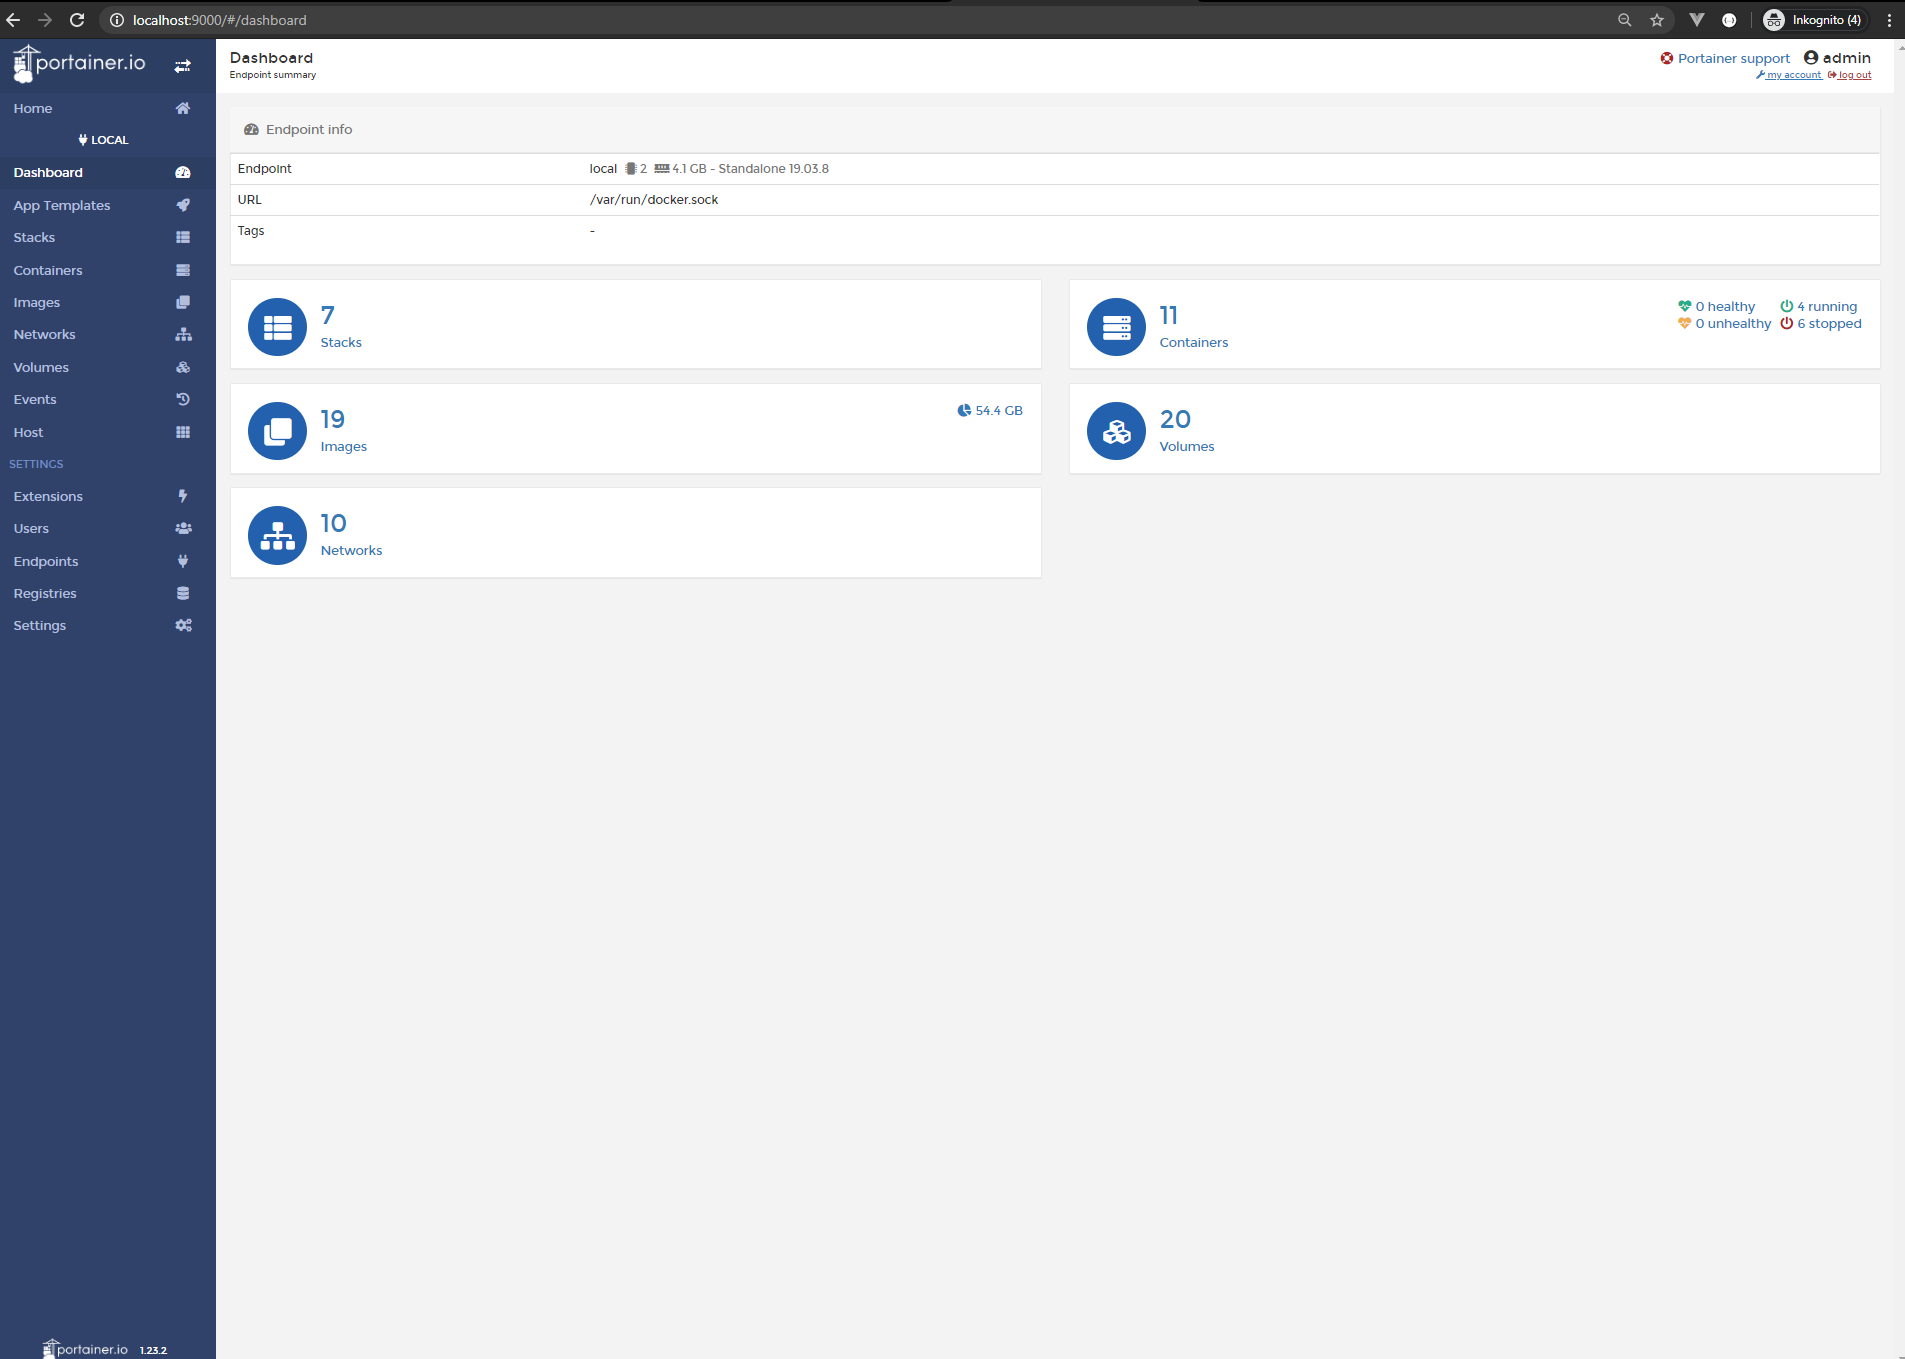 localhost:9000/#/dashboard
Inkognito (4)
portainer.io
Home
LOCAL
Dashboard
App Templates
Stacks
Containers
Images
Networks
Volumes
Events
Host
SETTINGS
Extensions
Users
Endpoints
Registries
Settings
portainer.io 1.23.2
Dashboard
Endpoint summary
Portainer support admin
my account log out
Endpoint info
Endpoint local 2 4.1 GB - Standalone 19.03.8
URL /var/run/docker.sock
Tags -
7
Stacks
11
Containers
0 healthy 4 running
0 unhealthy 6 stopped
19
Images
54.4 GB
20
Volumes
10
Networks